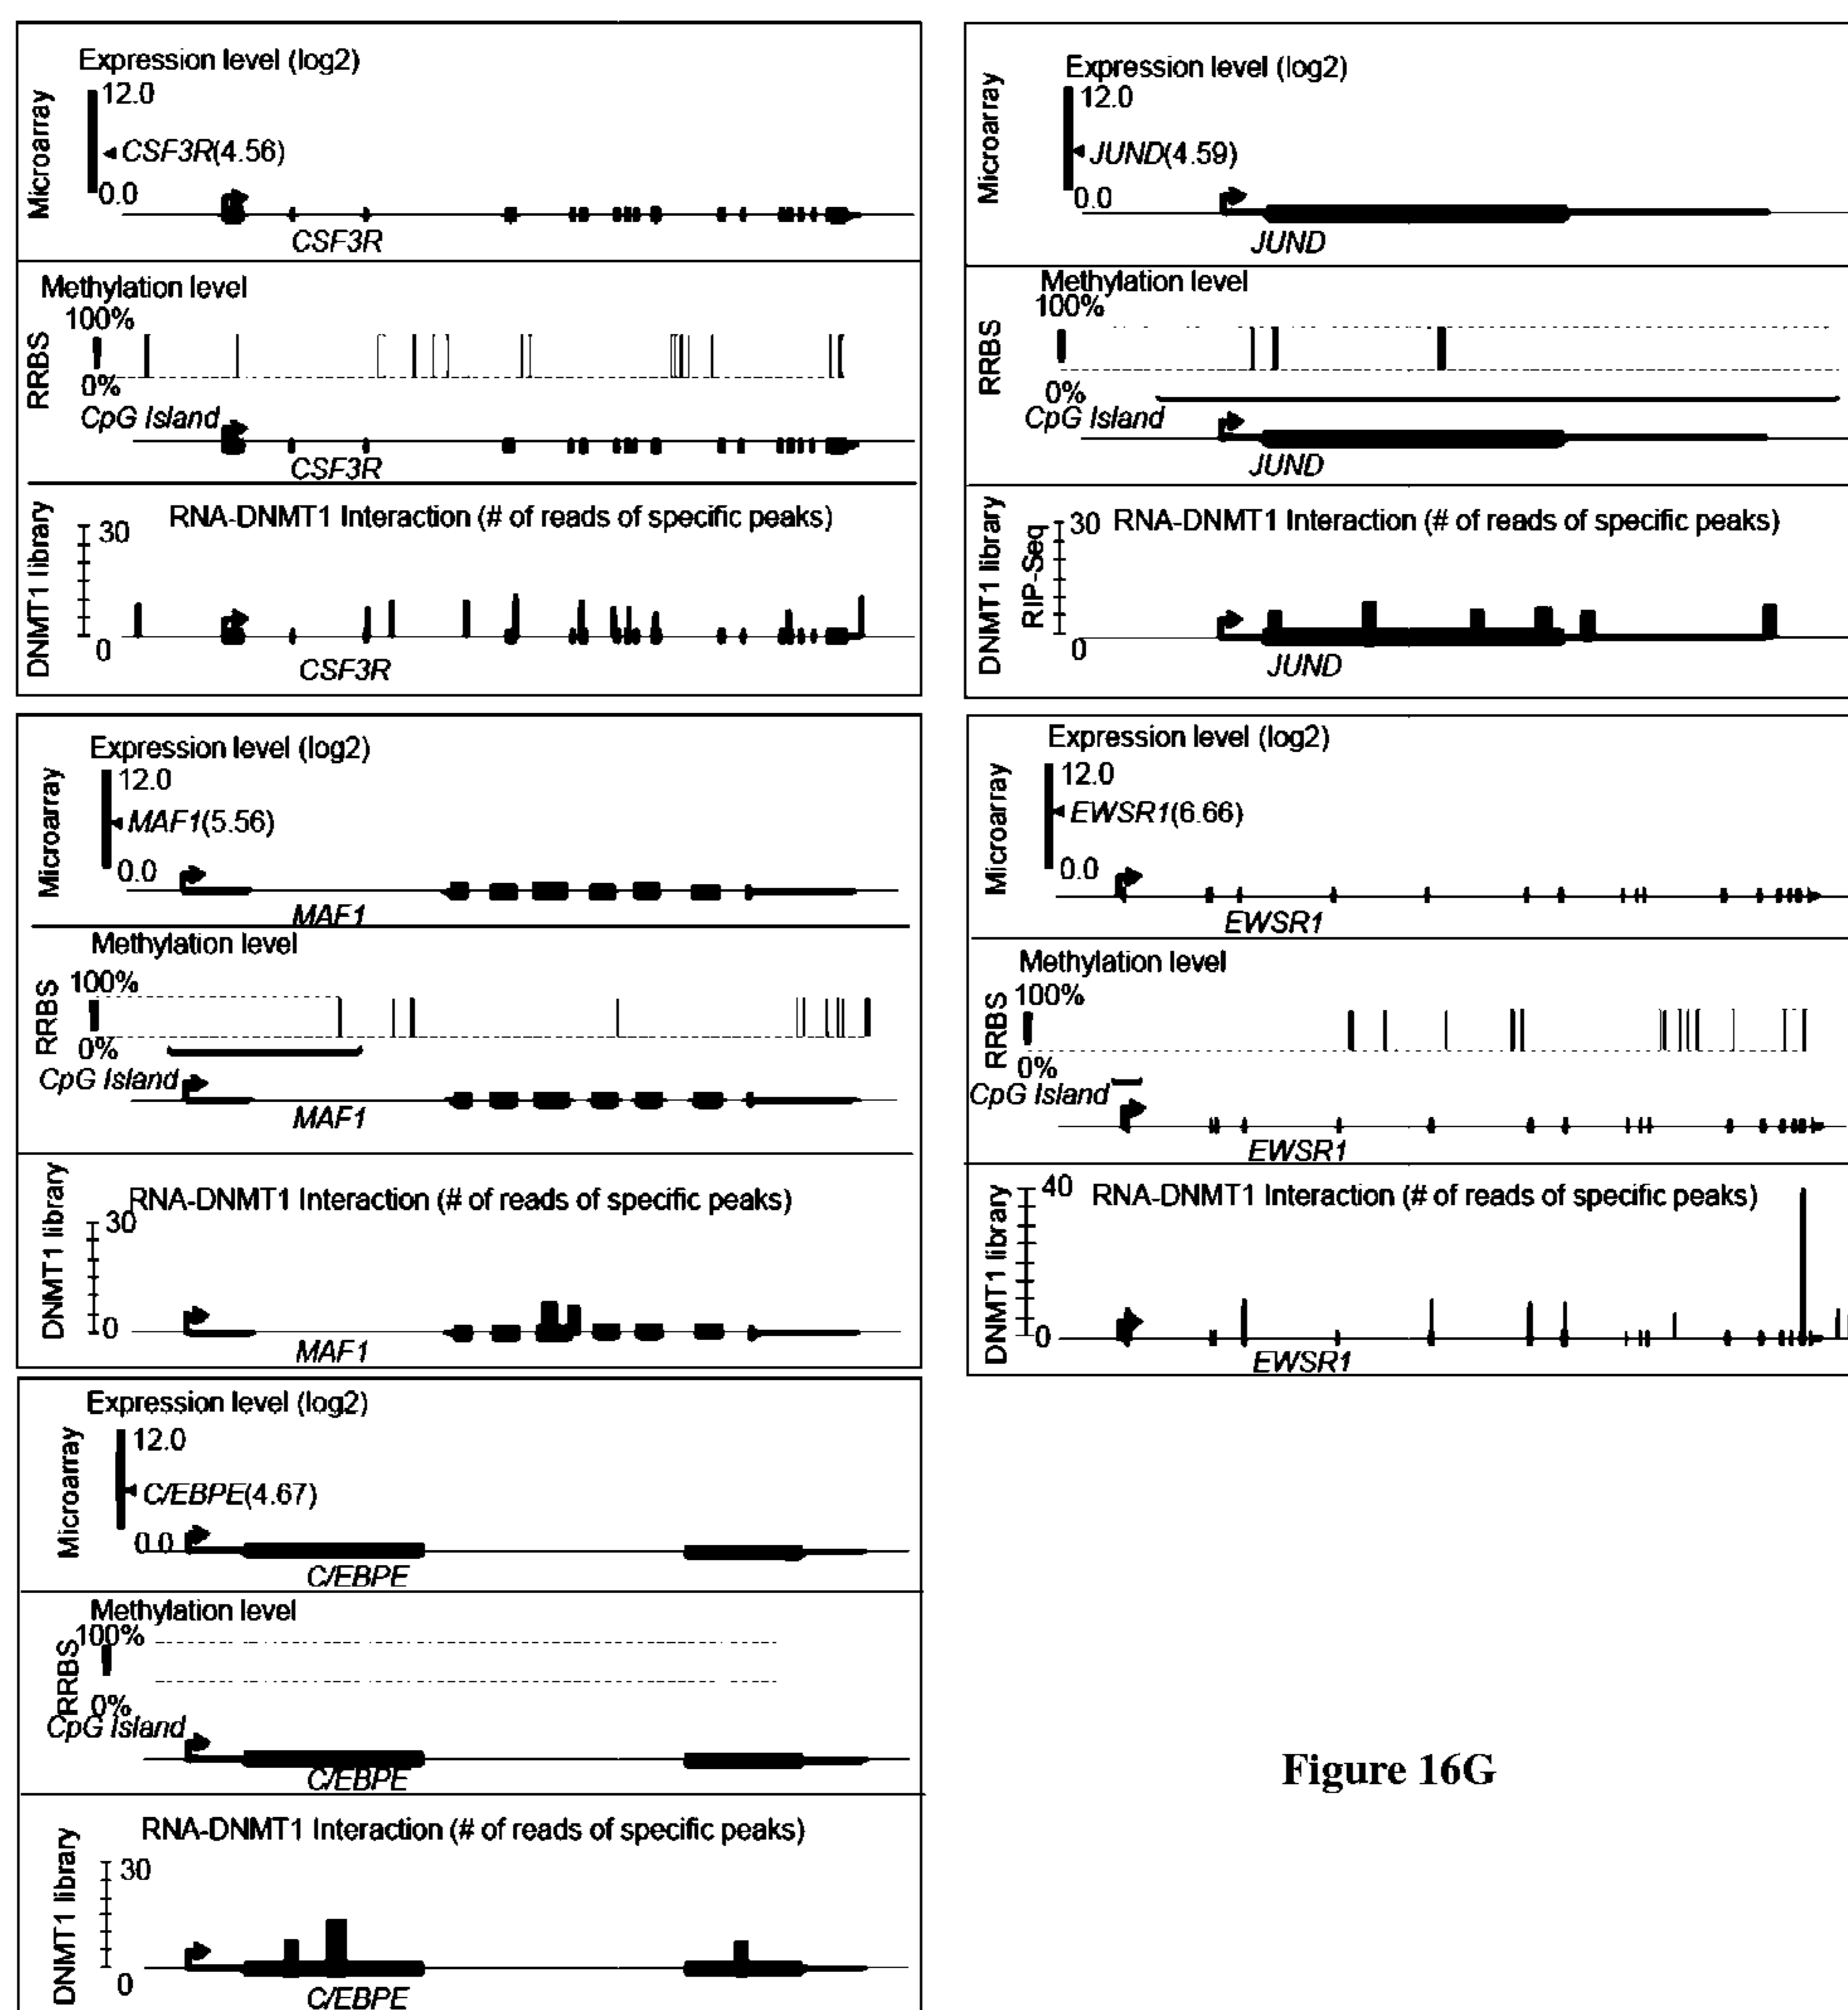 Expression level (log2)
12.0
Microarray
CSF3R(4.56)
0.0
CSF3R
Methylation level
100%
RRBS
0%
CpG Island
CSF3R
DNMT1 library
30
RNA-DNMT1 Interaction (# of reads of specific peaks)
0
CSF3R
Expression level (log2)
12.0
Microarray
JUND(4.59)
0.0
JUND
Methylation level
100%
RRBS
0%
CpG Island
JUND
DNMT1 library
RIP-Seq
30
RNA-DNMT1 Interaction (# of reads of specific peaks)
0
JUND
Expression level (log2)
12.0
Microarray
MAF1(5.56)
0.0
MAF1
Methylation level
100%
RRBS
0%
CpG Island
MAF1
DNMT1 library
RNA-DNMT1 Interaction (# of reads of specific peaks)
30
0
MAF1
Expression level (log2)
12.0
Microarray
EWSR1(6.66)
0.0
EWSR1
Methylation level
100%
RRBS
0%
CpG Island
EWSR1
DNMT1 library
40
RNA-DNMT1 Interaction (# of reads of specific peaks)
0
EWSR1
Expression level (log2)
12.0
Microarray
C/EBPE(4.67)
0.0
C/EBPE
Methylation level
100%
RRBS
0%
CpG Island
C/EBPE
RNA-DNMT1 Interaction (# of reads of specific peaks)
DNMT1 library
30
0
C/EBPE
Figure 16G